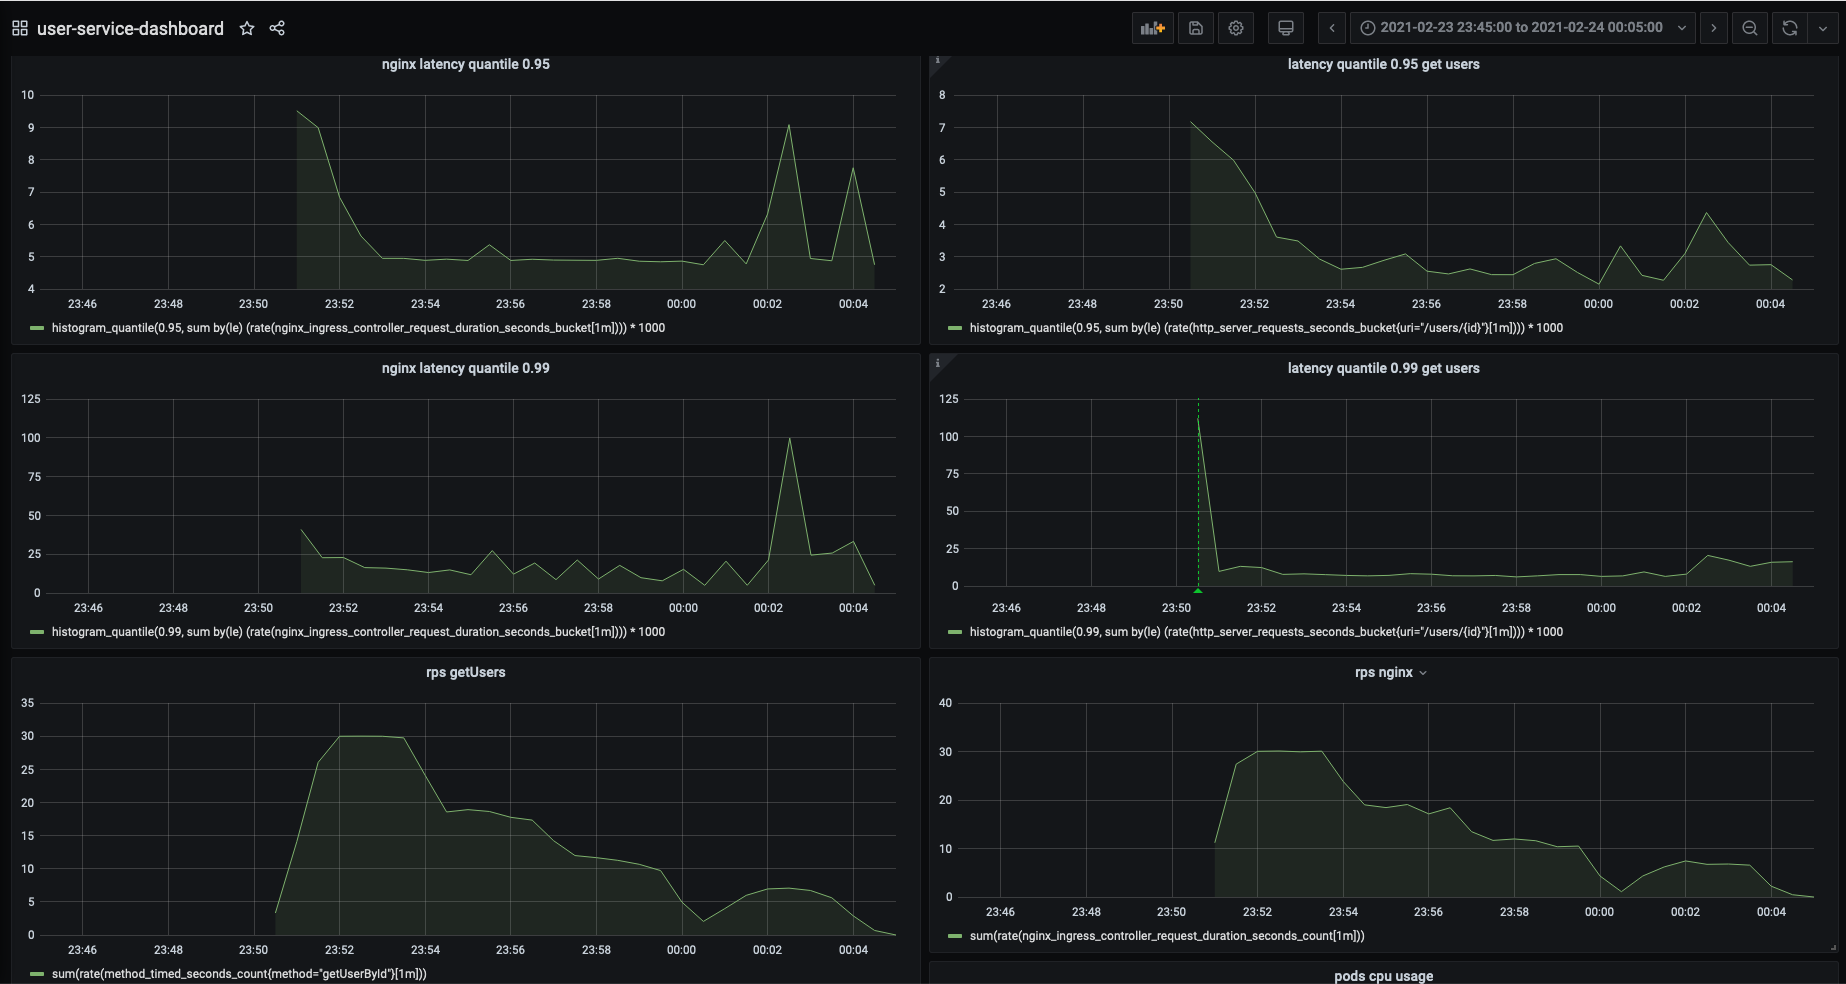 user-service-dashboard
2021-02-23 23:45:00 to 2021-02-24 00:05:00
nginx latency quantile 0.95
10
9
8
7
6
5
4
23:46 23:48 23:50 23:52 23:54 23:56 23:58 00:00 00:02 00:04
histogram_quantile(0.95, sum by(le) (rate(nginx_ingress_controller_request_duration_seconds_bucket[1m]))) * 1000
i
latency quantile 0.95 get users
8
7
6
5
4
3
2
23:46 23:48 23:50 23:52 23:54 23:56 23:58 00:00 00:02 00:04
histogram_quantile(0.95, sum by(le) (rate(http_server_requests_seconds_bucket{uri="/users/{id}"}[1m]))) * 1000
nginx latency quantile 0.99
125
100
75
50
25
0
23:46 23:48 23:50 23:52 23:54 23:56 23:58 00:00 00:02 00:04
histogram_quantile(0.99, sum by(le) (rate(nginx_ingress_controller_request_duration_seconds_bucket[1m]))) * 1000
i
latency quantile 0.99 get users
125
100
75
50
25
0
23:46 23:48 23:50 23:52 23:54 23:56 23:58 00:00 00:02 00:04
histogram_quantile(0.99, sum by(le) (rate(http_server_requests_seconds_bucket{uri="/users/{id}"}[1m]))) * 1000
rps getUsers
35
30
25
20
15
10
5
0
23:46 23:48 23:50 23:52 23:54 23:56 23:58 00:00 00:02 00:04
sum(rate(method_timed_seconds_count{method="getUserById"}[1m]))
rps nginx
40
30
20
10
0
23:46 23:48 23:50 23:52 23:54 23:56 23:58 00:00 00:02 00:04
sum(rate(nginx_ingress_controller_request_duration_seconds_count[1m]))
pods cpu usage